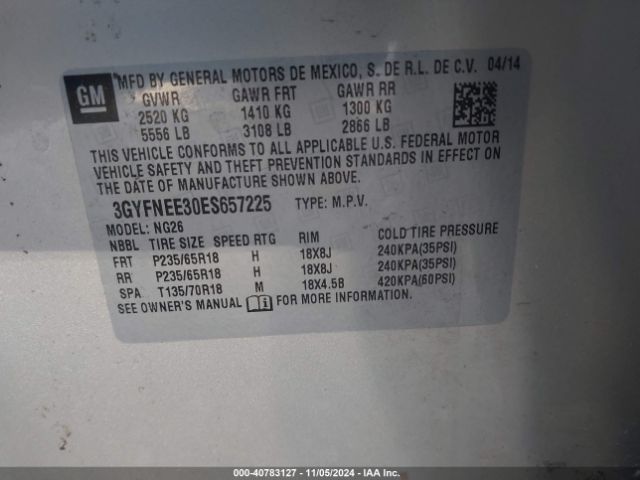 GM
MFD BY GENERAL MOTORS DE MEXICO, S. DE R.L. DE C.V. 04/14
GVWR GAWR FRT GAWR RR
2520 KG 1410 KG 1300 KG
5556 LB 3108 LB 2866 LB
THIS VEHICLE CONFORMS TO ALL APPLICABLE U.S. FEDERAL MOTOR
VEHICLE SAFETY AND THEFT PREVENTION STANDARDS IN EFFECT ON
THE DATE OF MANUFACTURE SHOWN ABOVE.
3GYFNEE30ES657225 TYPE: M.P.V.
MODEL: NG26
NBBL TIRE SIZE SPEED RTG RIM COLD TIRE PRESSURE
FRT P235/65R18 H 18X8J 240KPA(35PSI)
RR P235/65R18 H 18X8J 240KPA(35PSI)
SPA T135/70R18 M 18X4.5B 420KPA(60PSI)
SEE OWNER'S MANUAL FOR MORE INFORMATION.
000-40783127 - 11/05/2024 - IAA Inc.